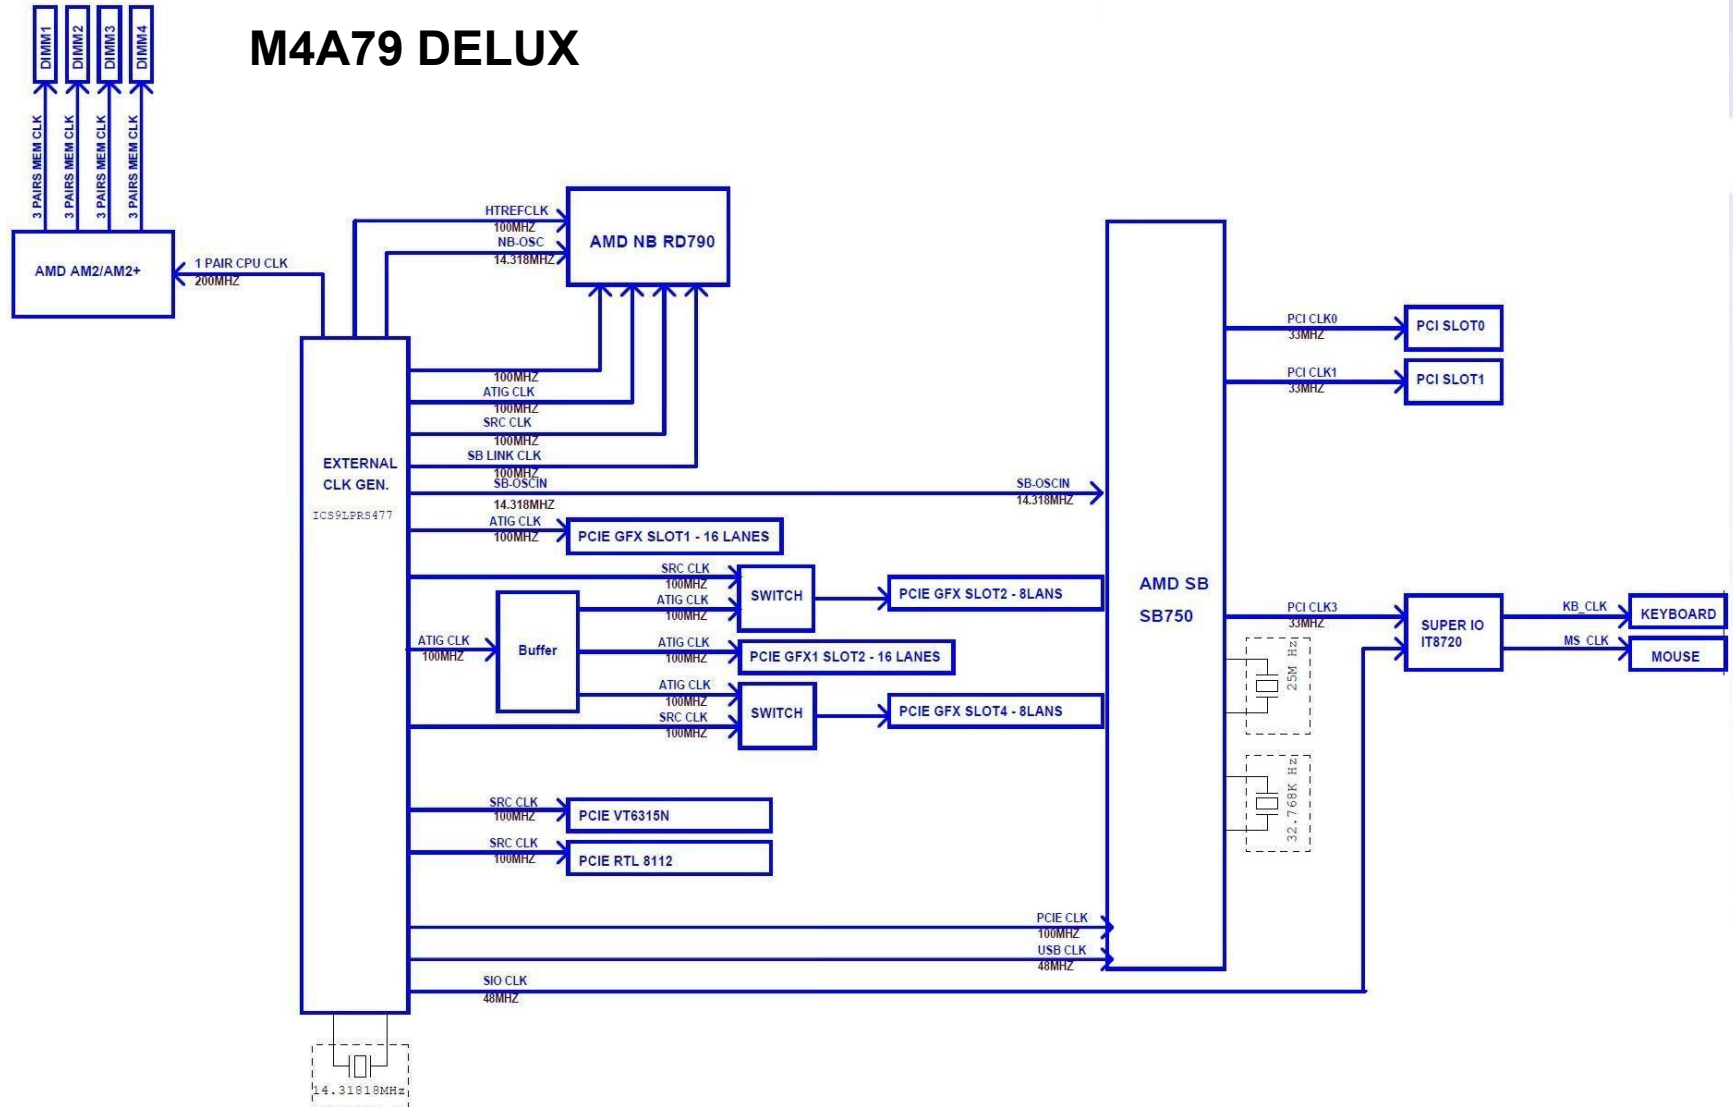 M4A79 DELUX
DIMM1
DIMM2
DIMM3
DIMM4
3 PAIRS MEM CLK
3 PAIRS MEM CLK
3 PAIRS MEM CLK
3 PAIRS MEM CLK
AMD AM2/AM2+
1 PAIR CPU CLK
200MHZ
HTREFCLK
100MHZ
NB-OSC
14.318MHZ
AMD NB RD790
100MHZ
ATIG CLK
100MHZ
SRC CLK
100MHZ
SB LINK CLK
100MHZ
EXTERNAL
CLK GEN.
ICS9LPRS477
SB-OSCIN
14.318MHZ
SB-OSCIN
14.318MHZ
ATIG CLK
100MHZ
PCIE GFX SLOT1 - 16 LANES
SRC CLK
100MHZ
ATIG CLK
100MHZ
SWITCH
PCIE GFX SLOT2 - 8LANS
ATIG CLK
100MHZ
Buffer
ATIG CLK
100MHZ
PCIE GFX1 SLOT2 - 16 LANES
ATIG CLK
100MHZ
SRC CLK
100MHZ
SWITCH
PCIE GFX SLOT4 - 8LANS
SRC CLK
100MHZ
PCIE VT6315N
SRC CLK
100MHZ
PCIE RTL 8112
PCIE CLK
100MHZ
USB CLK
48MHZ
SIO CLK
48MHZ
14.31818MHz
AMD SB
SB750
PCI CLK0
33MHZ
PCI SLOT0
PCI CLK1
33MHZ
PCI SLOT1
PCI CLK3
33MHZ
SUPER IO
IT8720
KB_CLK
KEYBOARD
MS_CLK
MOUSE
25M Hz
32.768K Hz